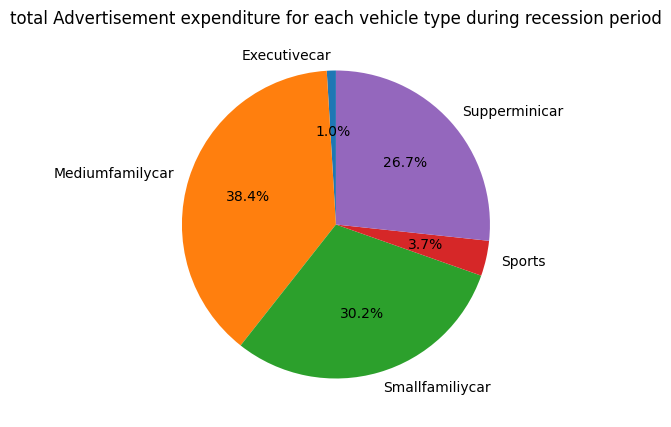 total Advertisement expenditure for each vehicle type during recession period
Executivecar
1.0%
Supperminicar
26.7%
Mediumfamilycar
38.4%
3.7%
Sports
30.2%
Smallfamiliycar